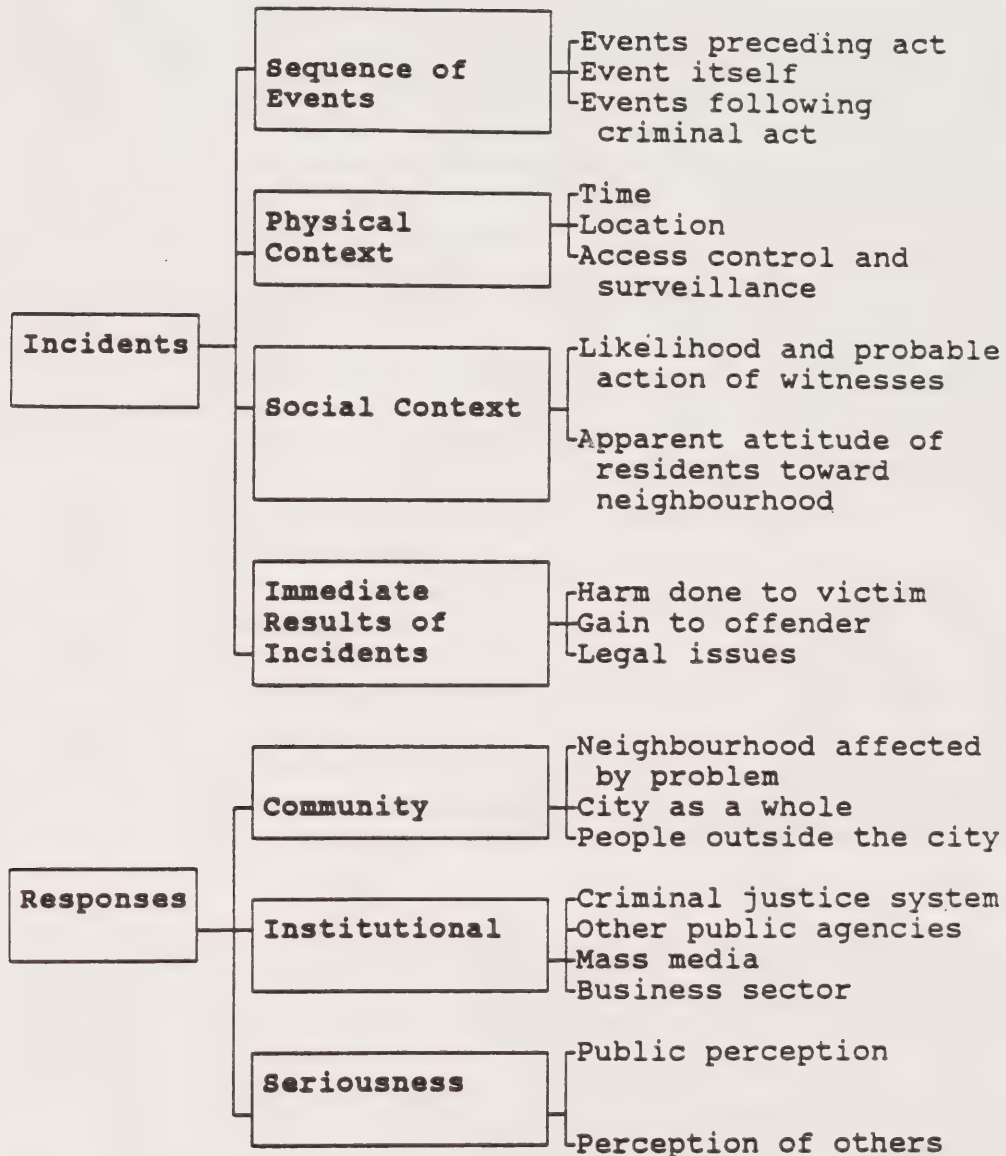 Incidents
Sequence of
Events
Events preceding act
Event itself
Events following
criminal act
Physical
Context
Time
Location
Access control and
surveillance
Social Context
Likelihood and probable
action of witnesses
Apparent attitude of
residents toward
neighbourhood
Immediate
Results of
Incidents
Harm done to victim
Gain to offender
Legal issues
Responses
Community
Neighbourhood affected
by problem
City as a whole
People outside the city
Institutional
Criminal justice system
Other public agencies
Mass media
Business sector
Seriousness
Public perception
Perception of others